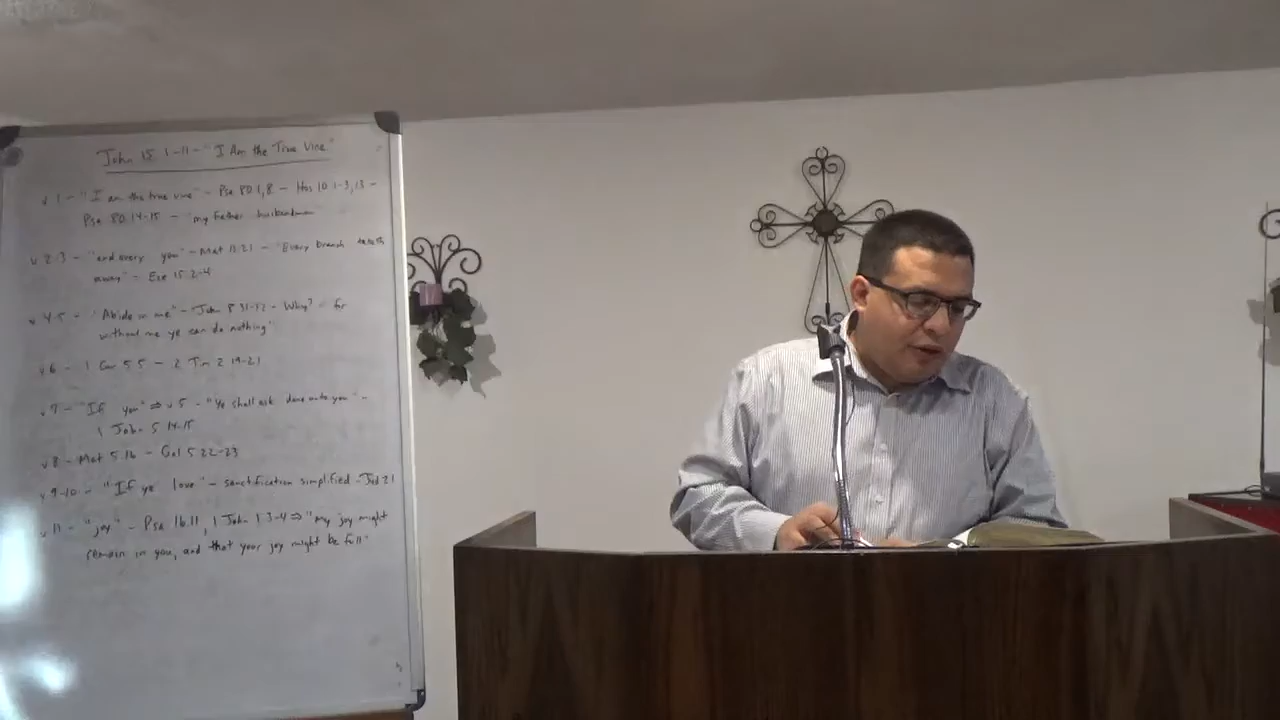 John 15 1-11 - "I Am the True Vine"
v 1 - "I am the true vine" - Psa 80 1,8 - Hos 10 1-3, 13 -
Psa 80 14-15 - "my father husbandman
v 2-3 - "and every you" - Mat 13 21 - "Every branch taketh
away" - Eze 15 2-4
v 4-5 - "Abide in me" - John 8 31-32 - Why? - for
without me ye can do nothing"
v 6 - 1 Cor 5 5 - 2 Tim 2 19-21
v 7 - "If you" ⇒ v 5 - "Ye shall ask done unto you" -
1 John 5 14-15
v 8 - Mat 5 16 - Gal 5 22-23
v 9-10 - "If ye love" - sanctification simplified - Jud 21
v 11 - "joy" - Psa 16 11, 1 John 1 3-4 ⇒ "my joy might
remain in you, and that your joy might be full"